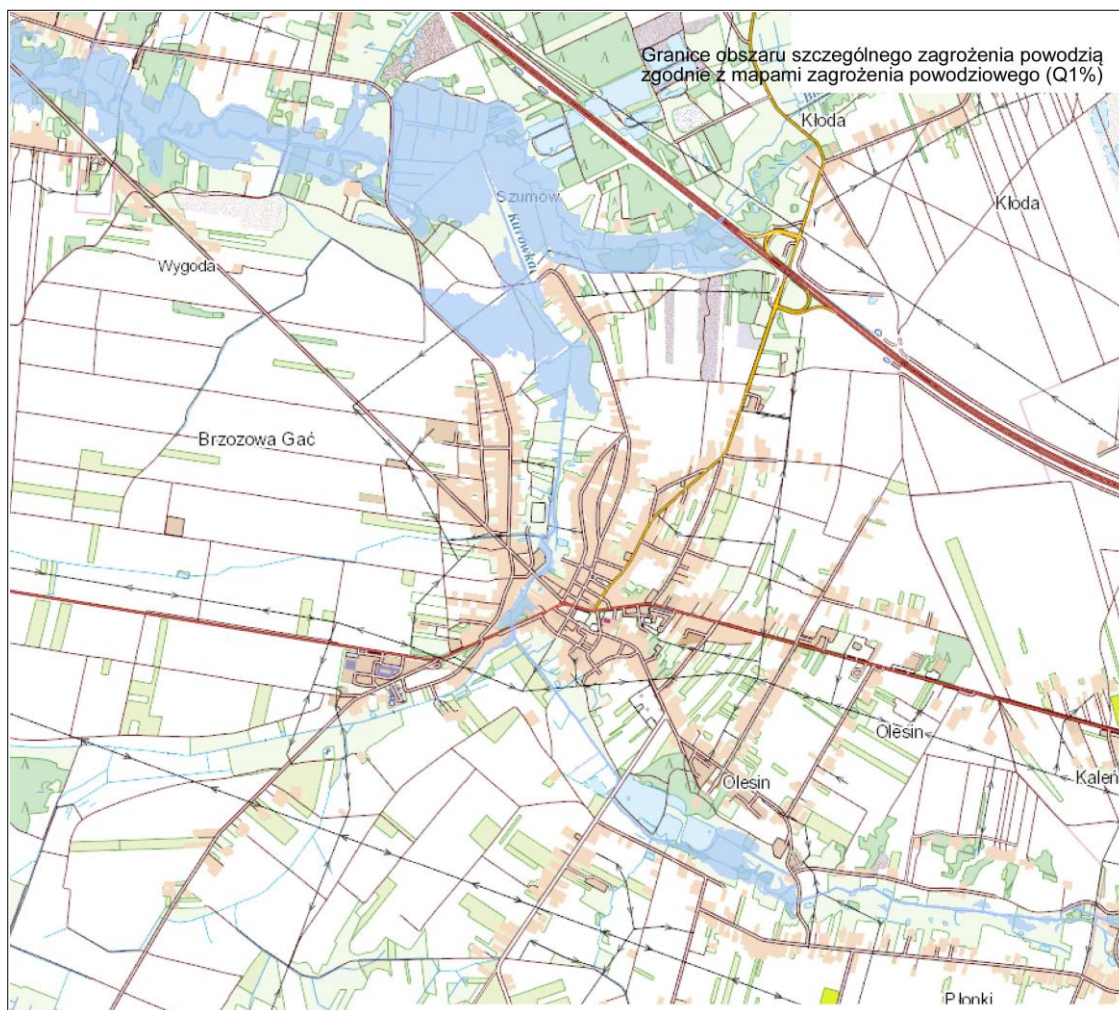 Granice obszaru szczególnego zagrożenia powodzią
zgodnie z mapami zagrożenia powodziowego (Q1%)
Kłoda
Szumów
Kłoda
Kurówka
Wygoda
Brzozowa Gać
Olesin
Kaleń
Olesin
Płonki